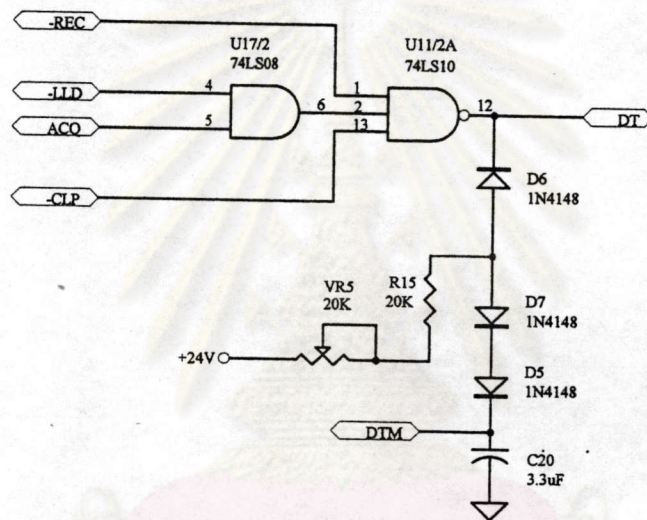 -REC
U17/2
74LS08
U11/2A
74LS10
-LLD
4
1
6
2
12
ACQ
5
13
DT
-CLP
D6
1N4148
VR5
20K
R15
20K
D7
1N4148
+24V
D5
1N4148
DTM
C20
3.3uF